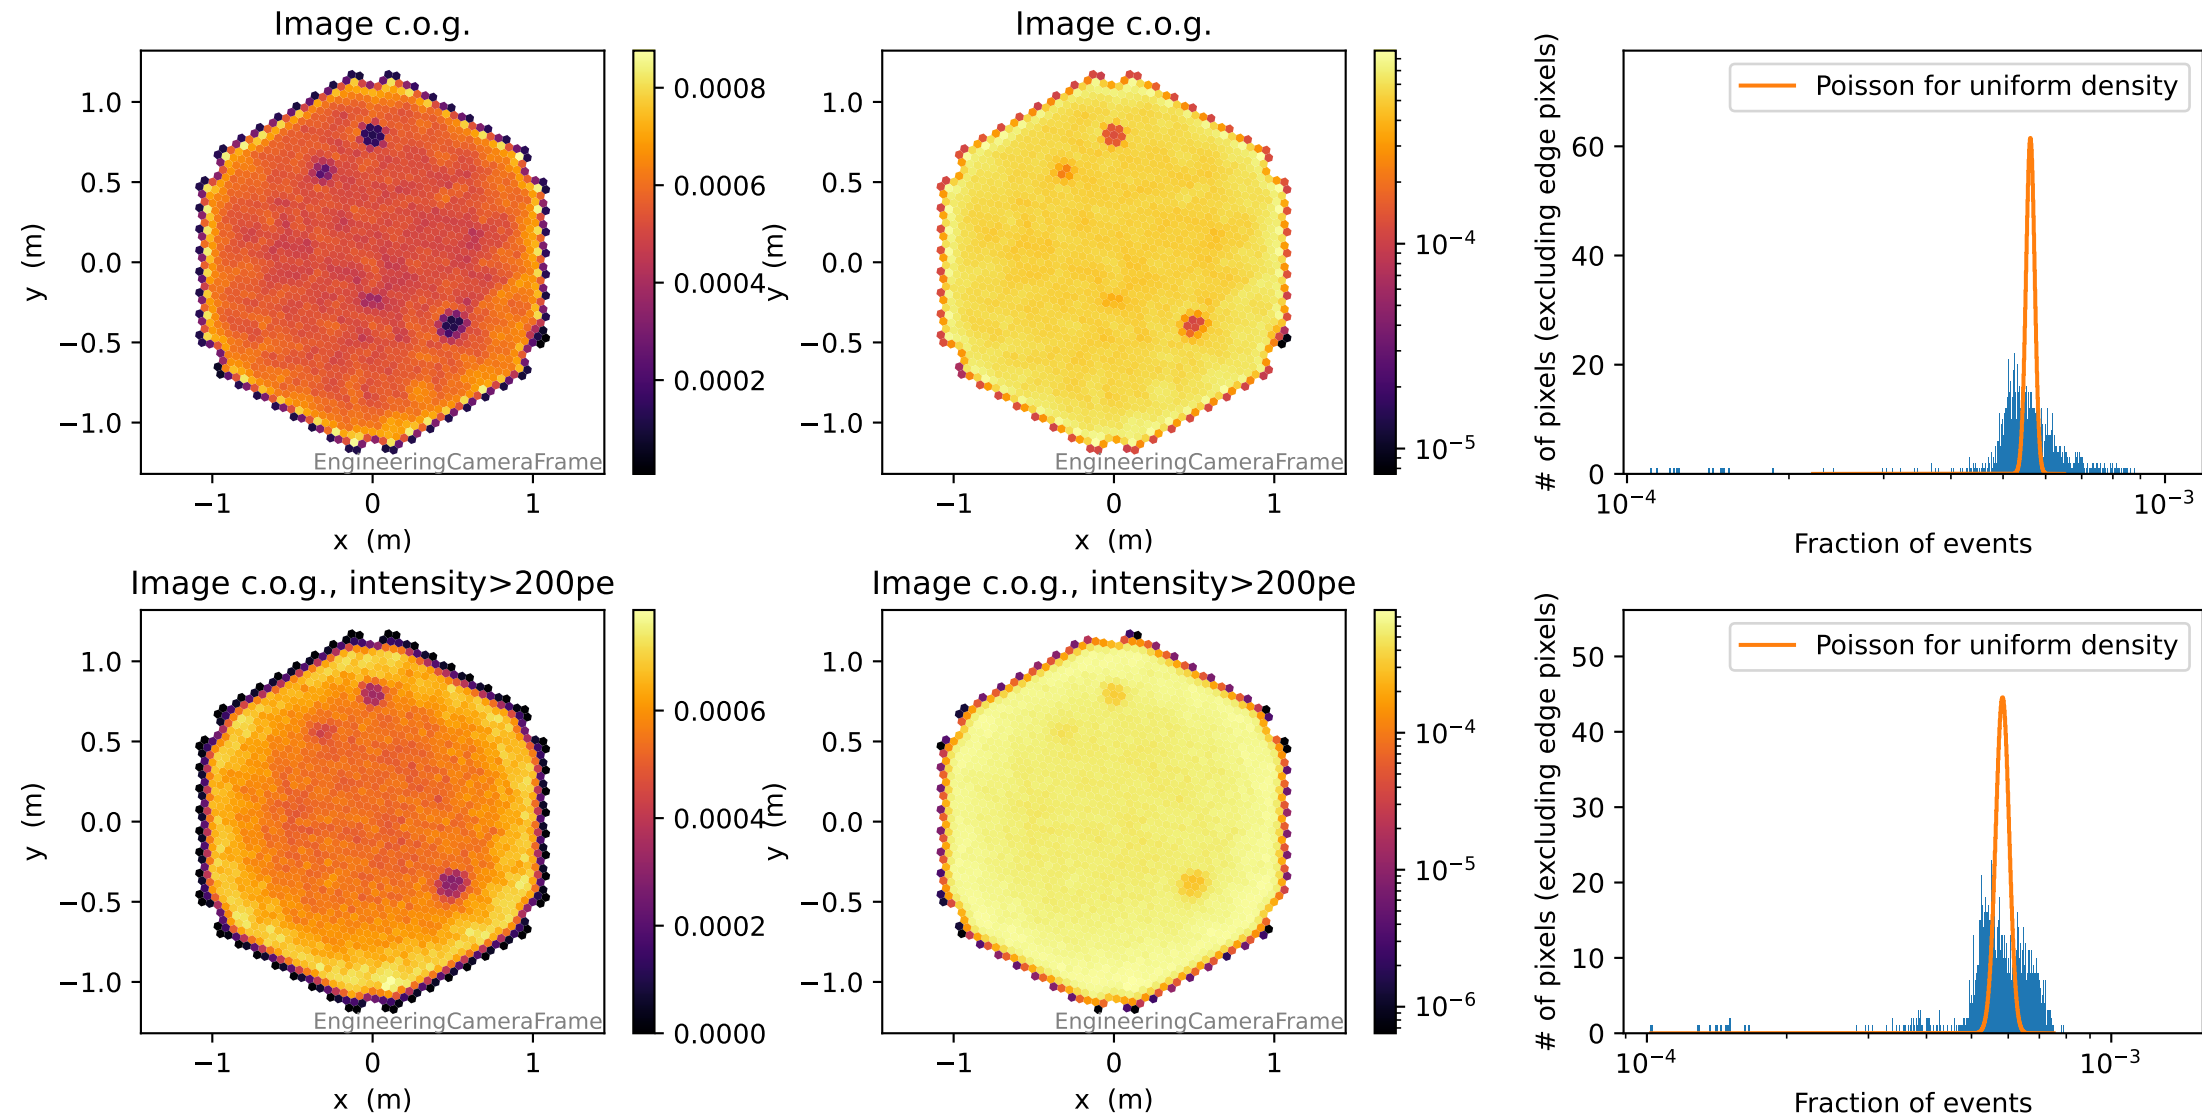 Image c.o.g.
Image c.o.g.
y (m)
1.0
0.5
0.0
−0.5
−1.0
−1
0
1
x (m)
EngineeringCameraFrame
0.0008
0.0006
0.0004
0.0002
y (m)
1.0
0.5
0.0
−0.5
−1.0
−1
0
1
x (m)
EngineeringCameraFrame
10−4
10−5
# of pixels (excluding edge pixels)
60
40
20
0
Poisson for uniform density
10−4
10−3
Fraction of events
Image c.o.g., intensity>200pe
Image c.o.g., intensity>200pe
y (m)
1.0
0.5
0.0
−0.5
−1.0
−1
0
1
x (m)
EngineeringCameraFrame
0.0006
0.0004
0.0002
0.0000
y (m)
1.0
0.5
0.0
−0.5
−1.0
−1
0
1
x (m)
EngineeringCameraFrame
10−4
10−5
10−6
# of pixels (excluding edge pixels)
50
40
30
20
10
0
Poisson for uniform density
10−4
10−3
Fraction of events